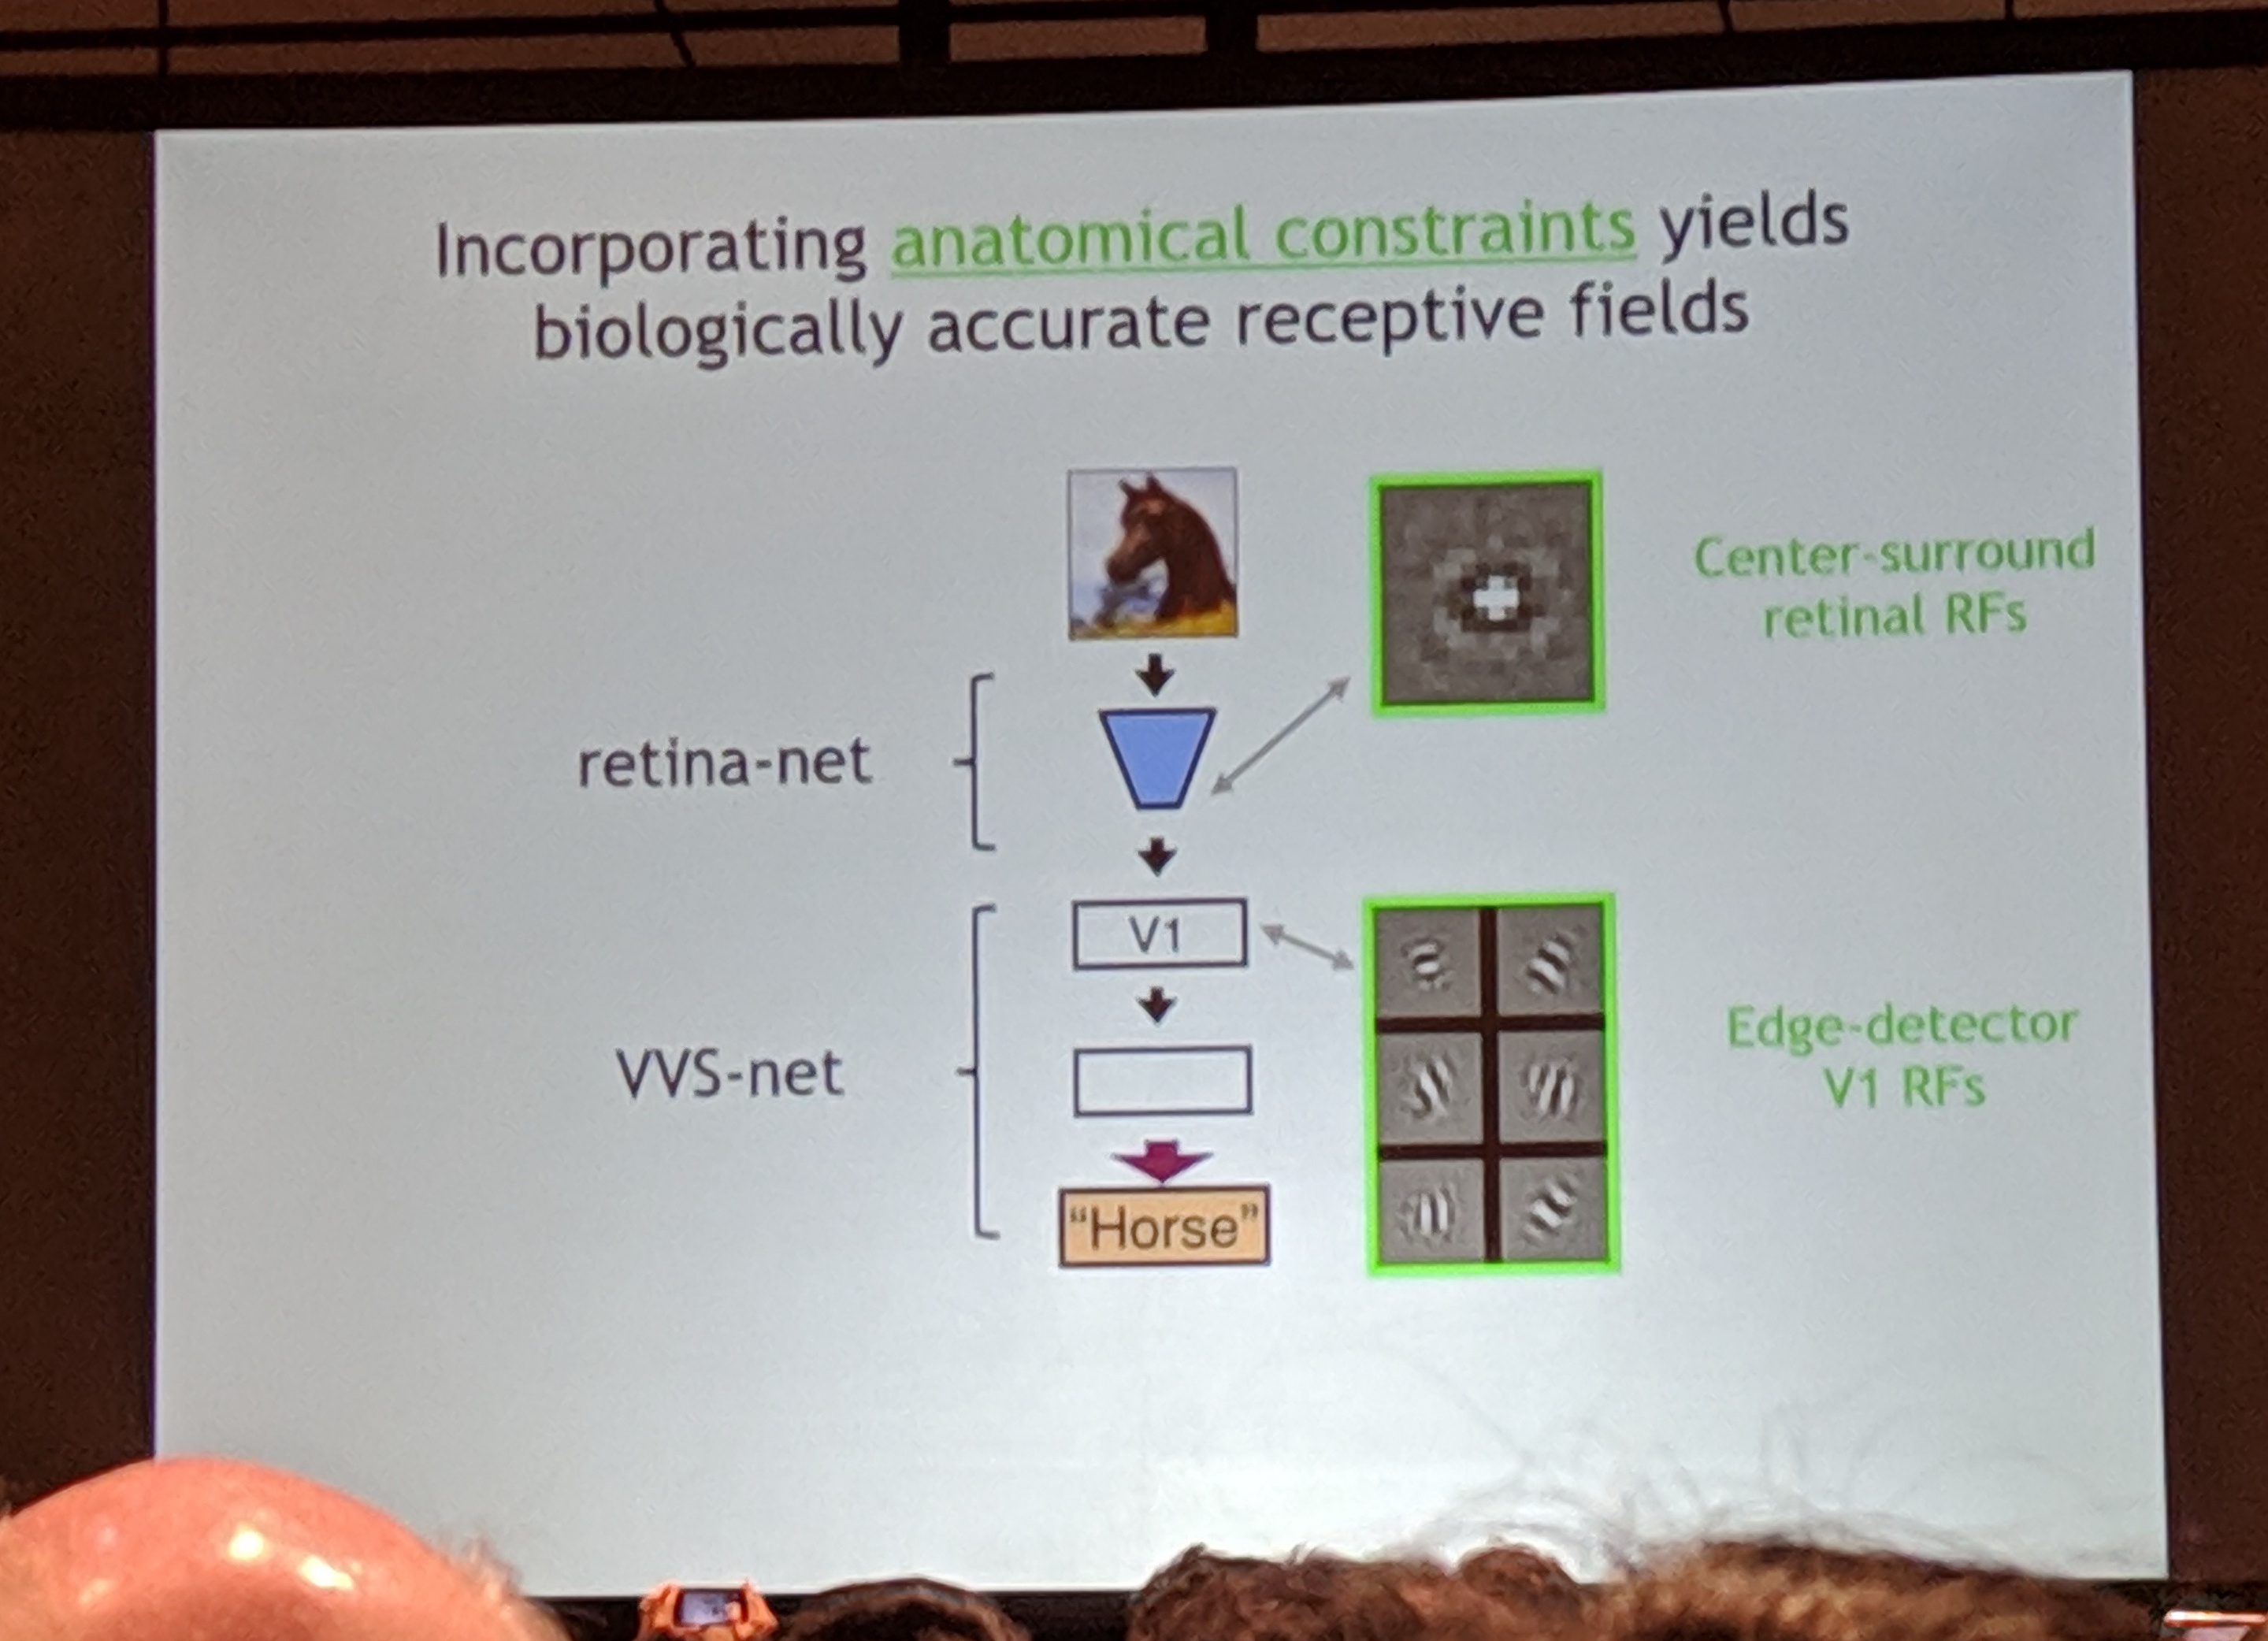 Incorporating anatomical constraints yields
biologically accurate receptive fields
Center-surround
retinal RFs
retina-net
V1
VVS-net
Edge-detector
V1 RFs
“Horse”